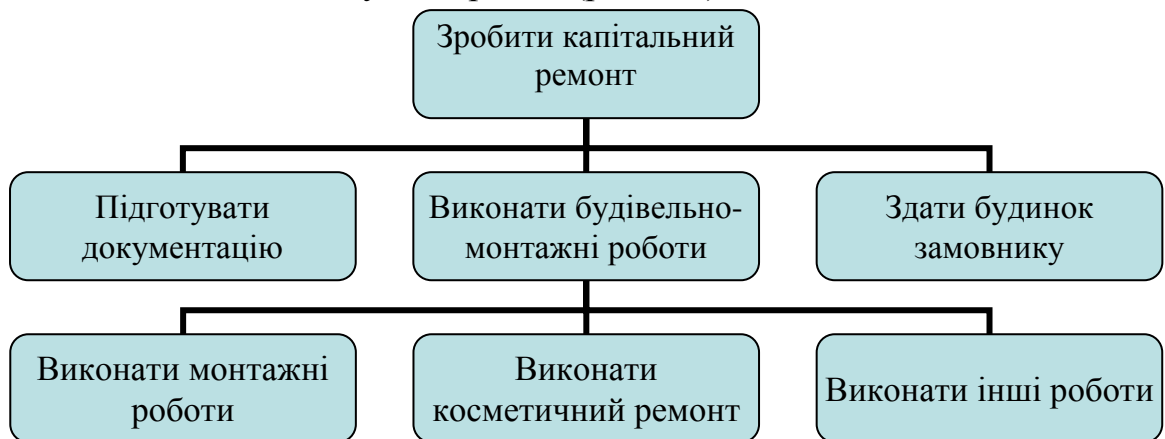 Зробити капітальний
ремонт
Підготувати
документацію
Виконати будівельно-
монтажні роботи
Здати будинок
замовнику
Виконати монтажні
роботи
Виконати
косметичний ремонт
Виконати інші роботи